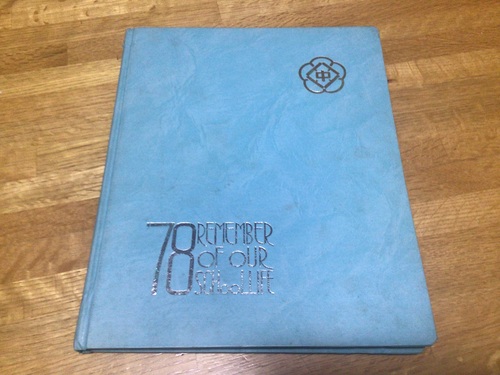 中
78 REMEMBER
OF OUR
SCHooL LIFE